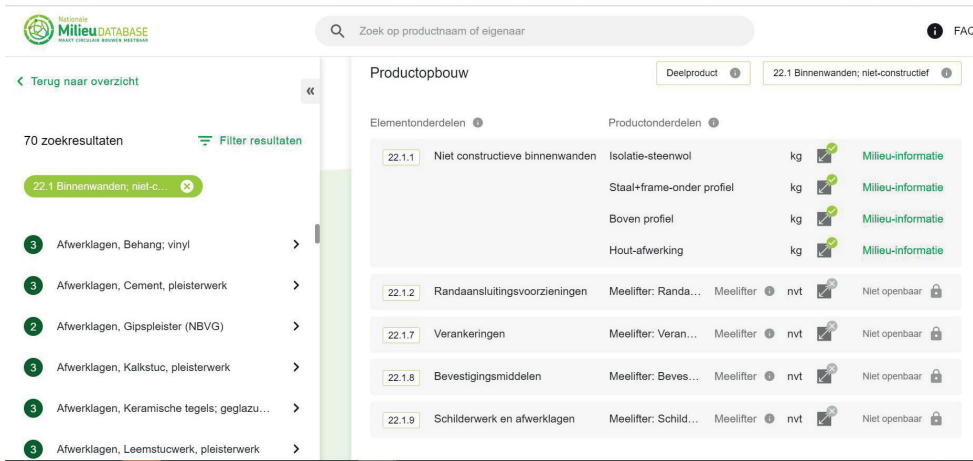 Nationale
MilieuDATABASE
MAAKT CIRCULAIR BOUWEN MEETBAAR
Zoek op productnaam of eigenaar
FAQ
Terug naar overzicht
70 zoekresultaten
Filter resultaten
22.1 Binnenwanden; niet-c...
3 Afwerklagen, Behang; vinyl
3 Afwerklagen, Cement, pleisterwerk
2 Afwerklagen, Gipspleister (NBVG)
3 Afwerklagen, Kalkstuc, pleisterwerk
3 Afwerklagen, Keramische tegels; geglazu...
3 Afwerklagen, Leemstucwerk, pleisterwerk
Productopbouw
Deelproduct
22.1 Binnenwanden; niet-constructief
Elementonderdelen Productonderdelen
22.1.1 Niet constructieve binnenwanden Isolatie-steenwol kg Milieu-informatie
Staal+frame-onder profiel kg Milieu-informatie
Boven profiel kg Milieu-informatie
Hout-afwerking kg Milieu-informatie
22.1.2 Randaansluitingsvoorzieningen Meelifter: Randa... Meelifter nvt Niet openbaar
22.1.7 Verankeringen Meelifter: Veran... Meelifter nvt Niet openbaar
22.1.8 Bevestigingsmiddelen Meelifter: Beves... Meelifter nvt Niet openbaar
22.1.9 Schilderwerk en afwerklagen Meelifter: Schild... Meelifter nvt Niet openbaar